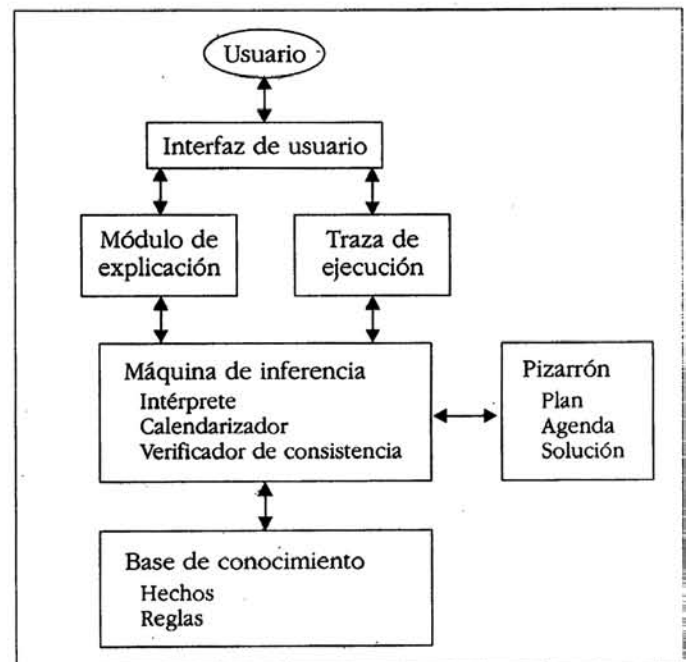 Usuario
Interfaz de usuario
Módulo de
explicación
Traza de
ejecución
Máquina de inferencia
Intérprete
Calendarizador
Verificador de consistencia
Pizarrón
Plan
Agenda
Solución
Base de conocimiento
Hechos
Reglas